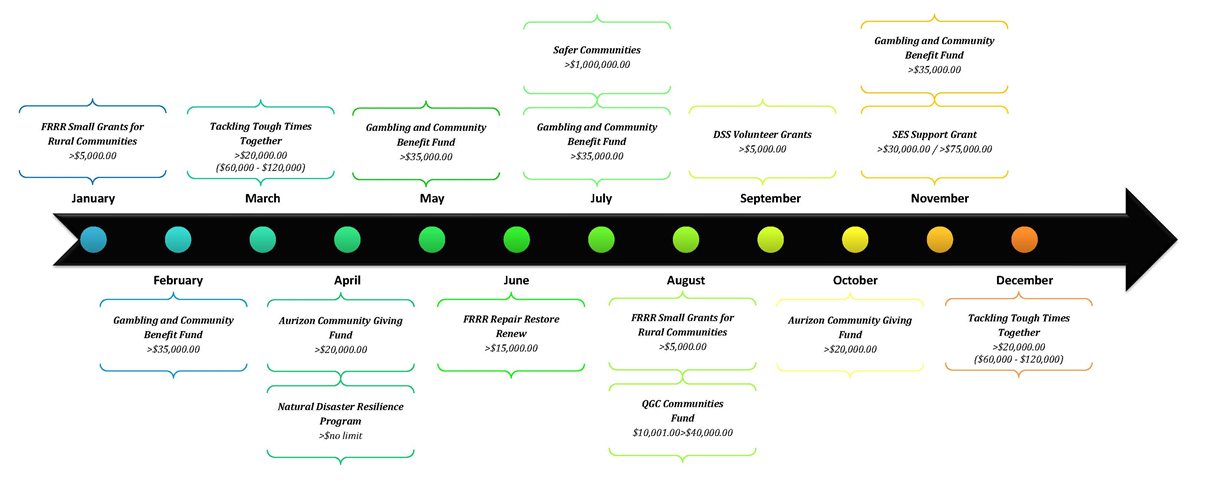 Safer Communities
>$1,000,000.00
Gambling and Community
Benefit Fund
>$35,000.00
FRRR Small Grants for
Rural Communities
>$5,000.00
Tackling Tough Times
Together
>$20,000.00
($60,000 - $120,000)
Gambling and Community
Benefit Fund
>$35,000.00
Gambling and Community
Benefit Fund
>$35,000.00
DSS Volunteer Grants
>$5,000.00
SES Support Grant
>$30,000.00 / >$75,000.00
January
March
May
July
September
November
February
April
June
August
October
December
Gambling and Community
Benefit Fund
>$35,000.00
Aurizon Community Giving
Fund
>$20,000.00
FRRR Repair Restore
Renew
>$15,000.00
FRRR Small Grants for
Rural Communities
>$5,000.00
Aurizon Community Giving
Fund
>$20,000.00
Tackling Tough Times
Together
>$20,000.00
($60,000 - $120,000)
Natural Disaster Resilience
Program
>$no limit
QGC Communities
Fund
$10,001.00>$40,000.00